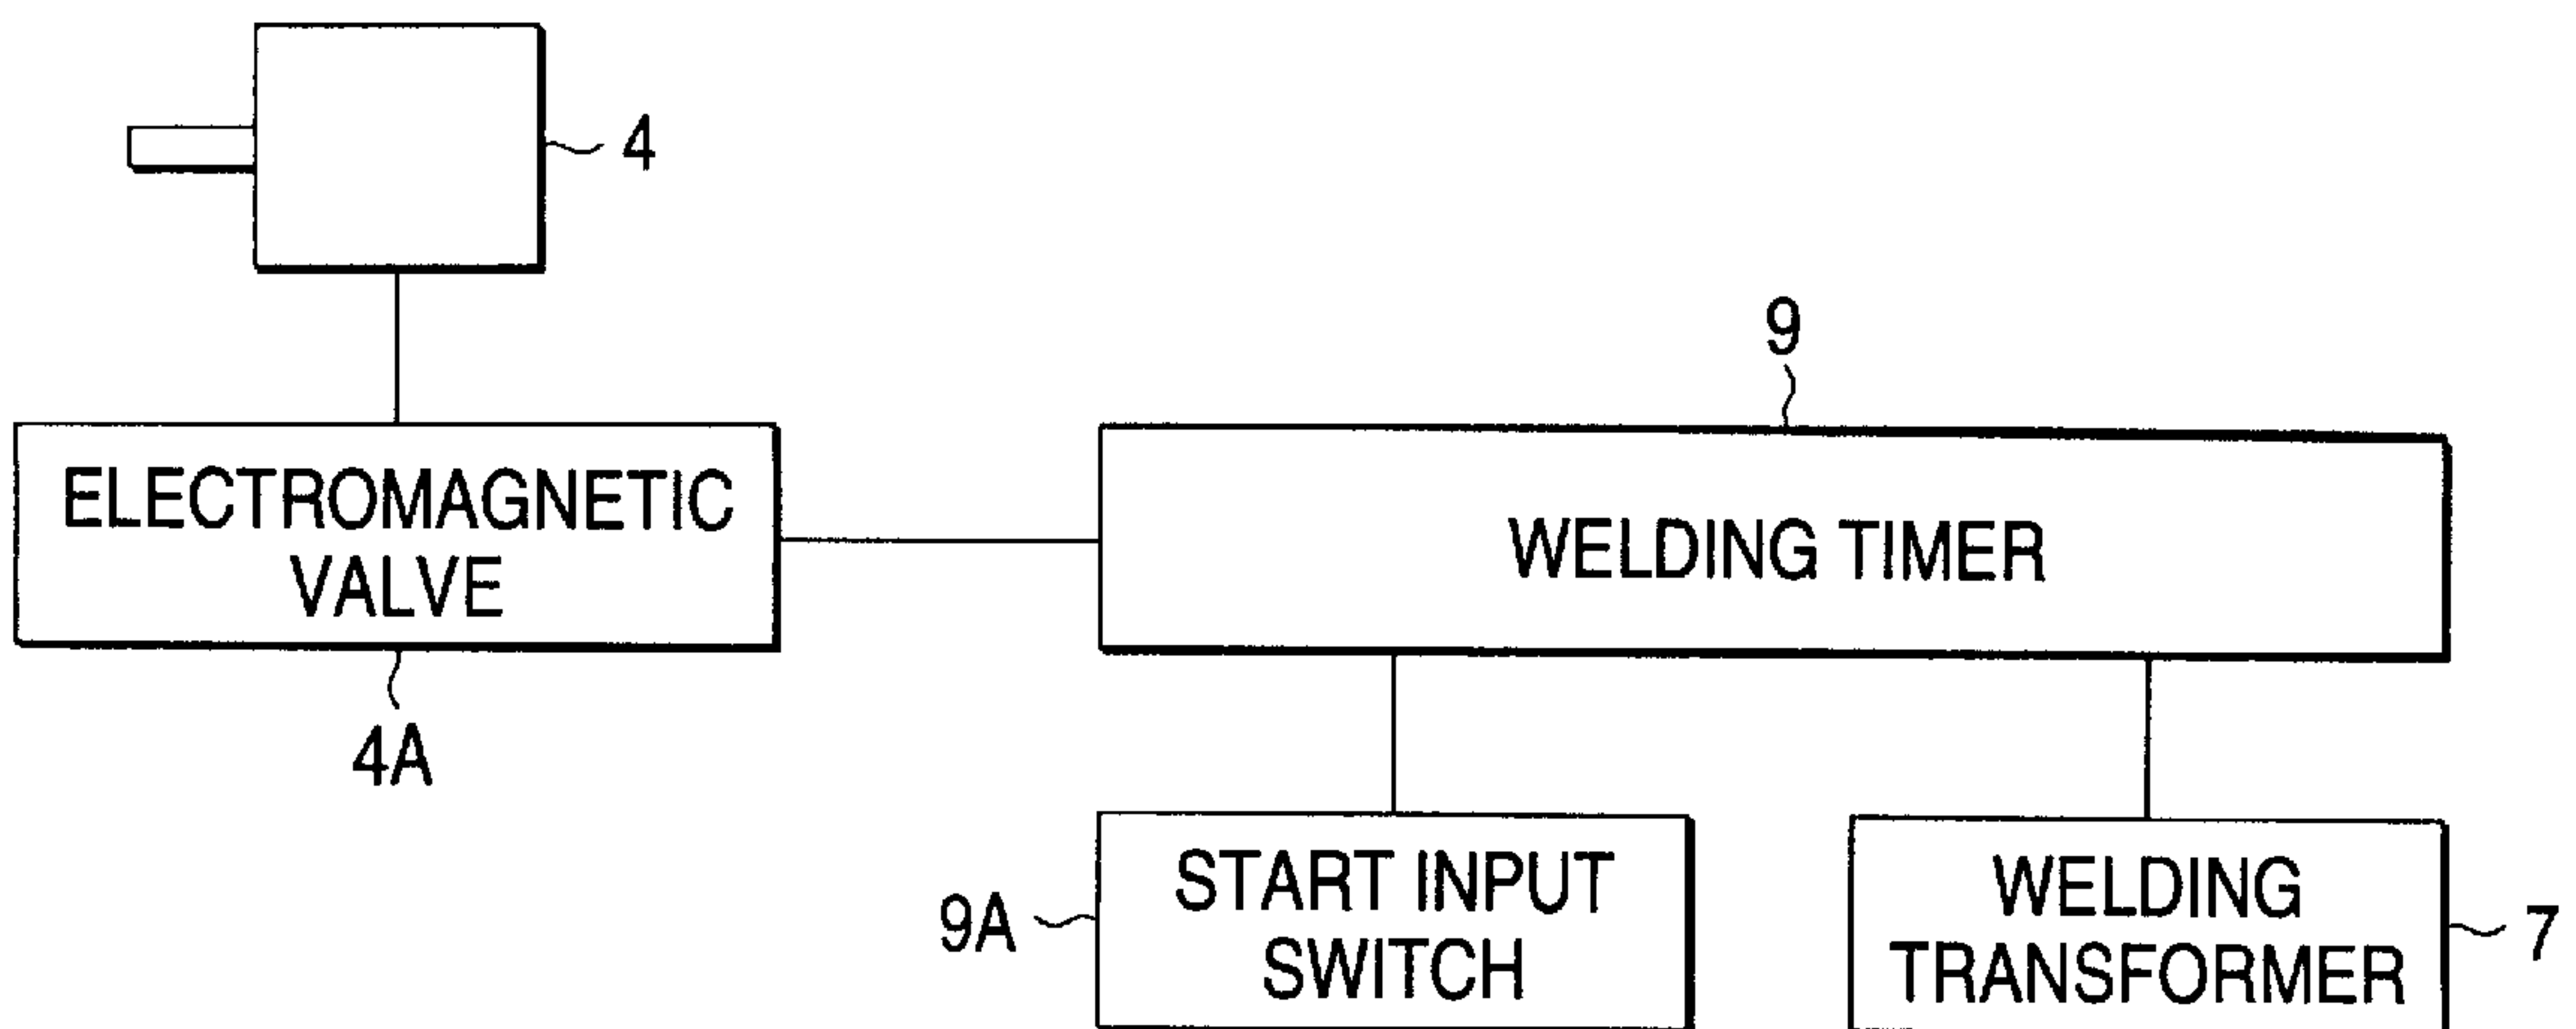 4
9
ELECTROMAGNETIC
VALVE
WELDING TIMER
4A
9A
START INPUT
SWITCH
WELDING
TRANSFORMER
7